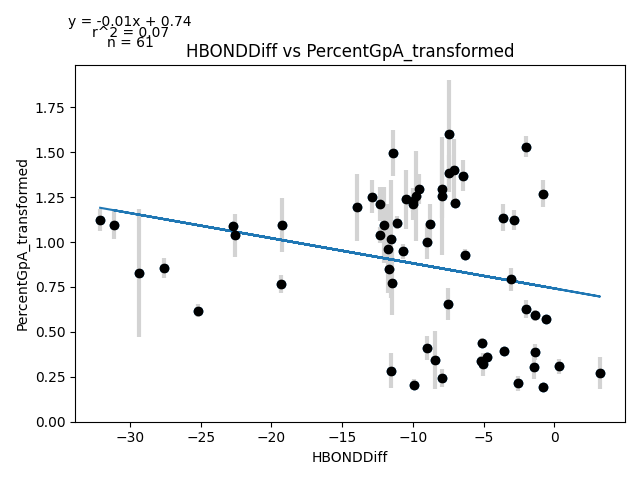 y = -0.01x + 0.74
r^2 = 0.07
n = 61
HBONDDiff vs PercentGpA_transformed
PercentGpA_transformed
1.75
1.50
1.25
1.00
0.75
0.50
0.25
0.00
−30 −25 −20 −15 −10 −5 0
HBONDDiff